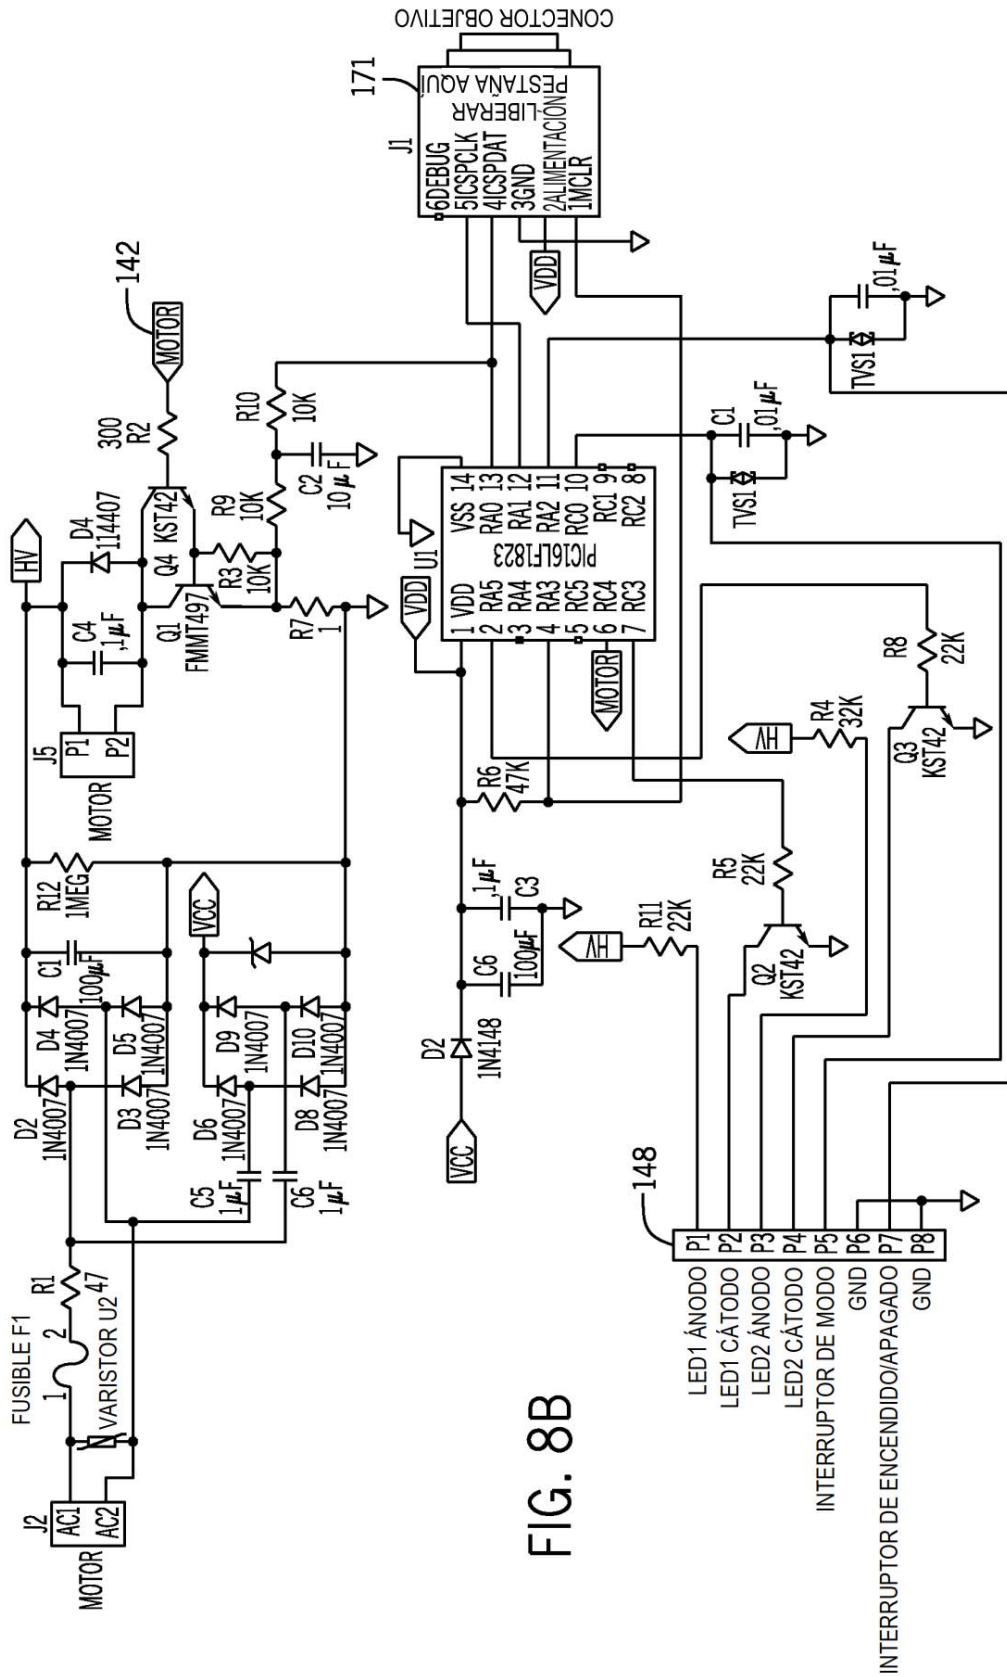 FUSIBLE F1
1
2
R1
47
VARISTOR U2
J2
AC1
AC2
MOTOR
D2
1N4007
D4
1N4007
D3
1N4007
D5
1N4007
C1
100µF
R12
1MEG
C5
1µF
C6
1µF
D6
1N4007
D9
1N4007
D8
1N4007
D10
1N4007
VCC
HV
J5
P1
P2
MOTOR
C4
,1µF
D4
114407
Q1
FMMT497
Q4
KST42
300
R2
MOTOR
142
R3
10K
R7
1
R9
10K
R10
10K
C2
10µF
VCC
D2
1N4148
C6
100µF
,1µF
C3
R6
47K
VDD
U1
PIC16LF1823
1 VDD
2 RA5
3 RA4
4 RA3
5 RC5
6 RC4
7 RC3
VSS 14
RA0 13
RA1 12
RA2 11
RC0 10
RC1 9
RC2 8
MOTOR
J1
171
6DEBUG
5ICSPCLK
4ICSPDAT
3GND
2ALIMENTACIÓN
1MCLR
LIBERAR
PESTAÑA AQUÍ
CONECTOR OBJETIVO
VDD
C1
,01µF
TVS1
,01µF
TVS1
HV
R11
22K
R5
22K
Q2
KST42
HV
R4
32K
R8
22K
Q3
KST42
148
LED1 ÁNODO P1
LED1 CÁTODO P2
LED2 ÁNODO P3
LED2 CÁTODO P4
INTERRUPTOR DE MODO P5
GND P6
INTERRUPTOR DE ENCENDIDO/APAGADO P7
GND P8
FIG. 8B